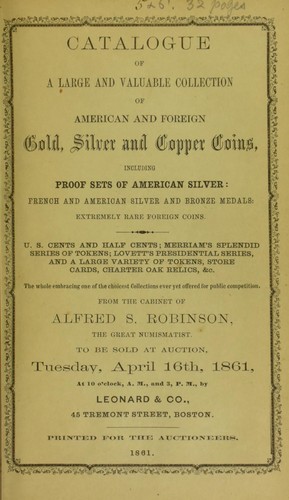 528. 32 pages
CATALOGUE
OF
A LARGE AND VALUABLE COLLECTION
OF
AMERICAN AND FOREIGN
Gold, Silver and Copper Coins,
INCLUDING
PROOF SETS OF AMERICAN SILVER:
FRENCH AND AMERICAN SILVER AND BRONZE MEDALS:
EXTREMELY RARE FOREIGN COINS.
U. S. CENTS AND HALF CENTS; MERRIAM'S SPLENDID
SERIES OF TOKENS; LOVETT'S PRESIDENTIAL SERIES,
AND A LARGE VARIETY OF TOKENS, STORE
CARDS, CHARTER OAK RELICS, &c.
The whole embracing one of the choicest Collections ever yet offered for public competition.
FROM THE CABINET OF
ALFRED S. ROBINSON,
THE GREAT NUMISMATIST.
TO BE SOLD AT AUCTION,
Tuesday, April 16th, 1861,
At 10 o'clock, A. M., and 3, P. M., by
LEONARD & CO.,
45 TREMONT STREET, BOSTON.
PRINTED FOR THE AUCTIONEERS.
1861.